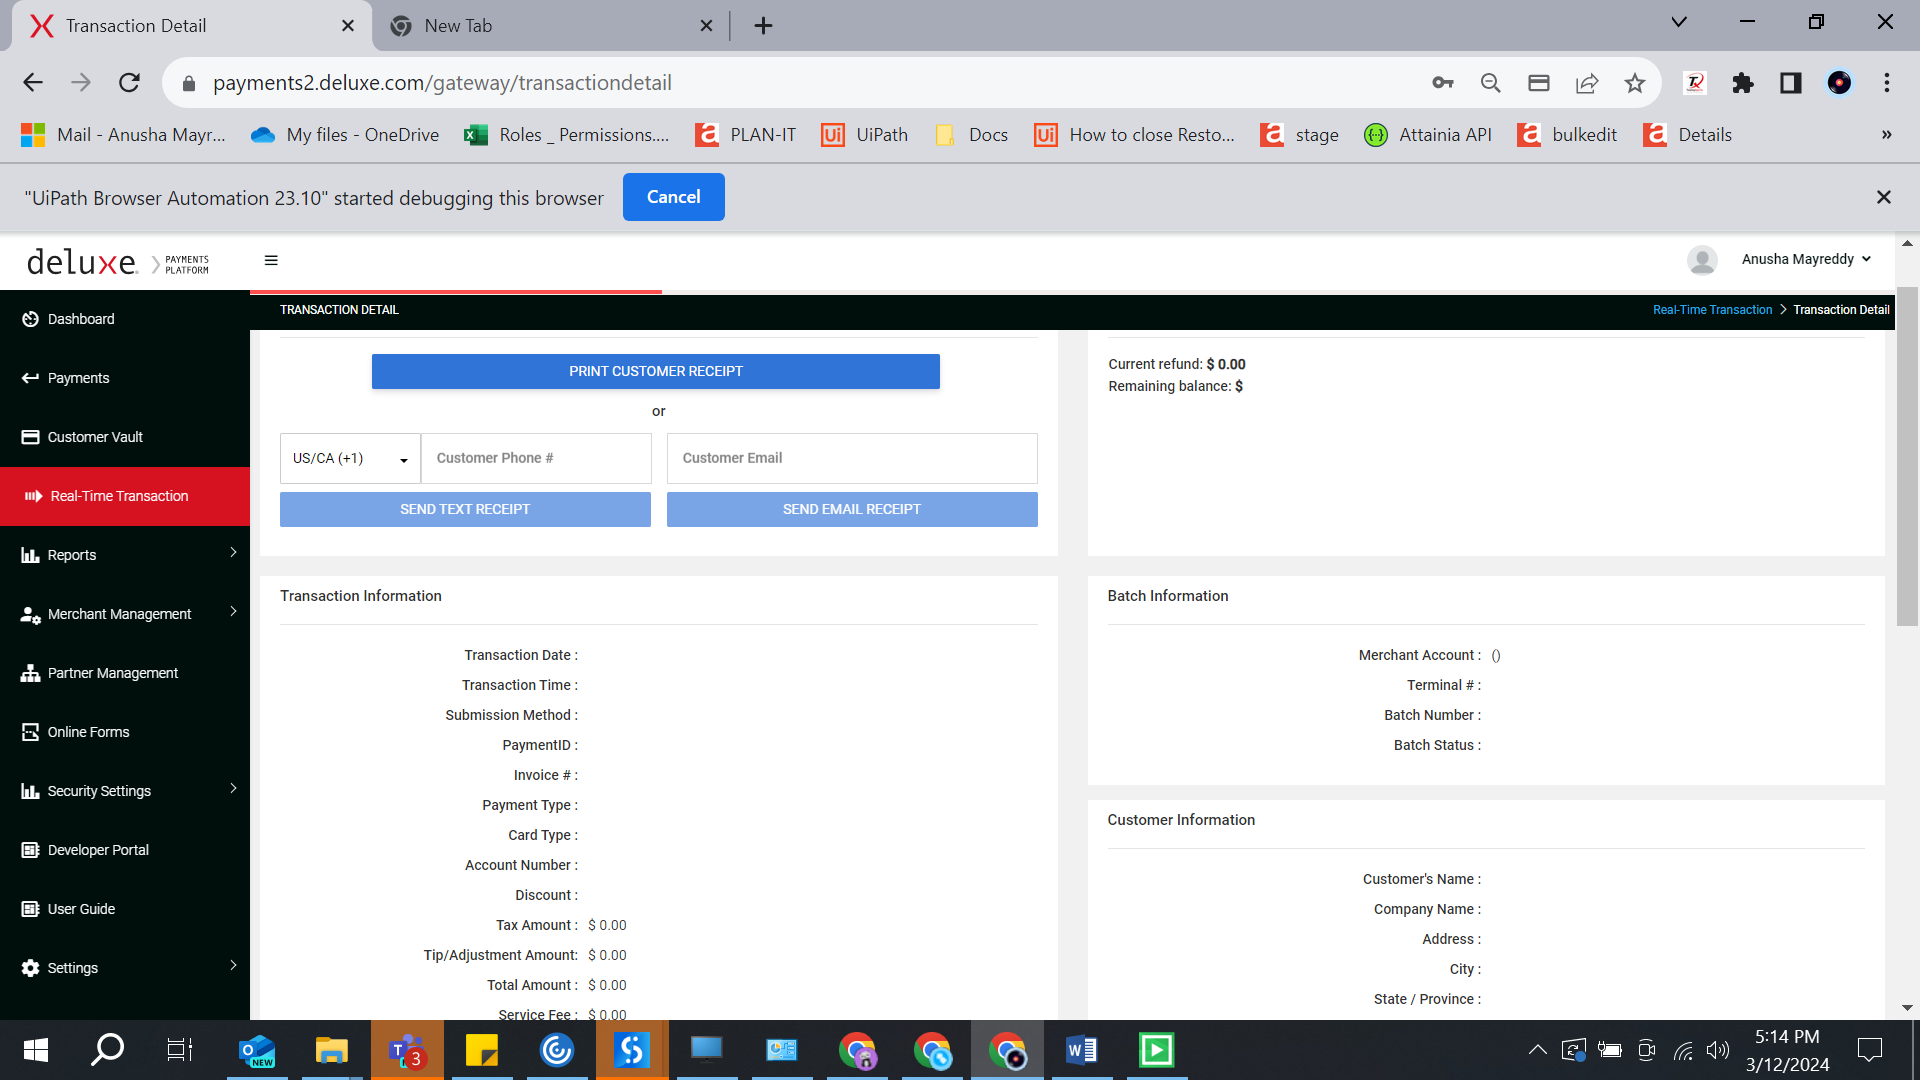 Transaction Detail
New Tab
payments2.deluxe.com/gateway/transactiondetail
Mail - Anusha Mayr...
My files - OneDrive
Roles _ Permissions....
PLAN-IT
UiPath
Docs
How to close Resto...
stage
Attainia API
bulkedit
Details
»
"UiPath Browser Automation 23.10" started debugging this browser
Cancel
deluxe. PAYMENTS PLATFORM
Anusha Mayreddy
TRANSACTION DETAIL
Real-Time Transaction > Transaction Detail
Dashboard
Payments
Customer Vault
Real-Time Transaction
Reports
Merchant Management
Partner Management
Online Forms
Security Settings
Developer Portal
User Guide
Settings
PRINT CUSTOMER RECEIPT
or
US/CA (+1)
Customer Phone #
Customer Email
SEND TEXT RECEIPT
SEND EMAIL RECEIPT
Current refund: $ 0.00
Remaining balance: $
Transaction Information
Transaction Date :
Transaction Time :
Submission Method :
PaymentID :
Invoice # :
Payment Type :
Card Type :
Account Number :
Discount :
Tax Amount : $ 0.00
Tip/Adjustment Amount: $ 0.00
Total Amount : $ 0.00
Service Fee : $ 0.00
Batch Information
Merchant Account : ()
Terminal # :
Batch Number :
Batch Status :
Customer Information
Customer's Name :
Company Name :
Address :
City :
State / Province :
NEW
3
5:14 PM
3/12/2024